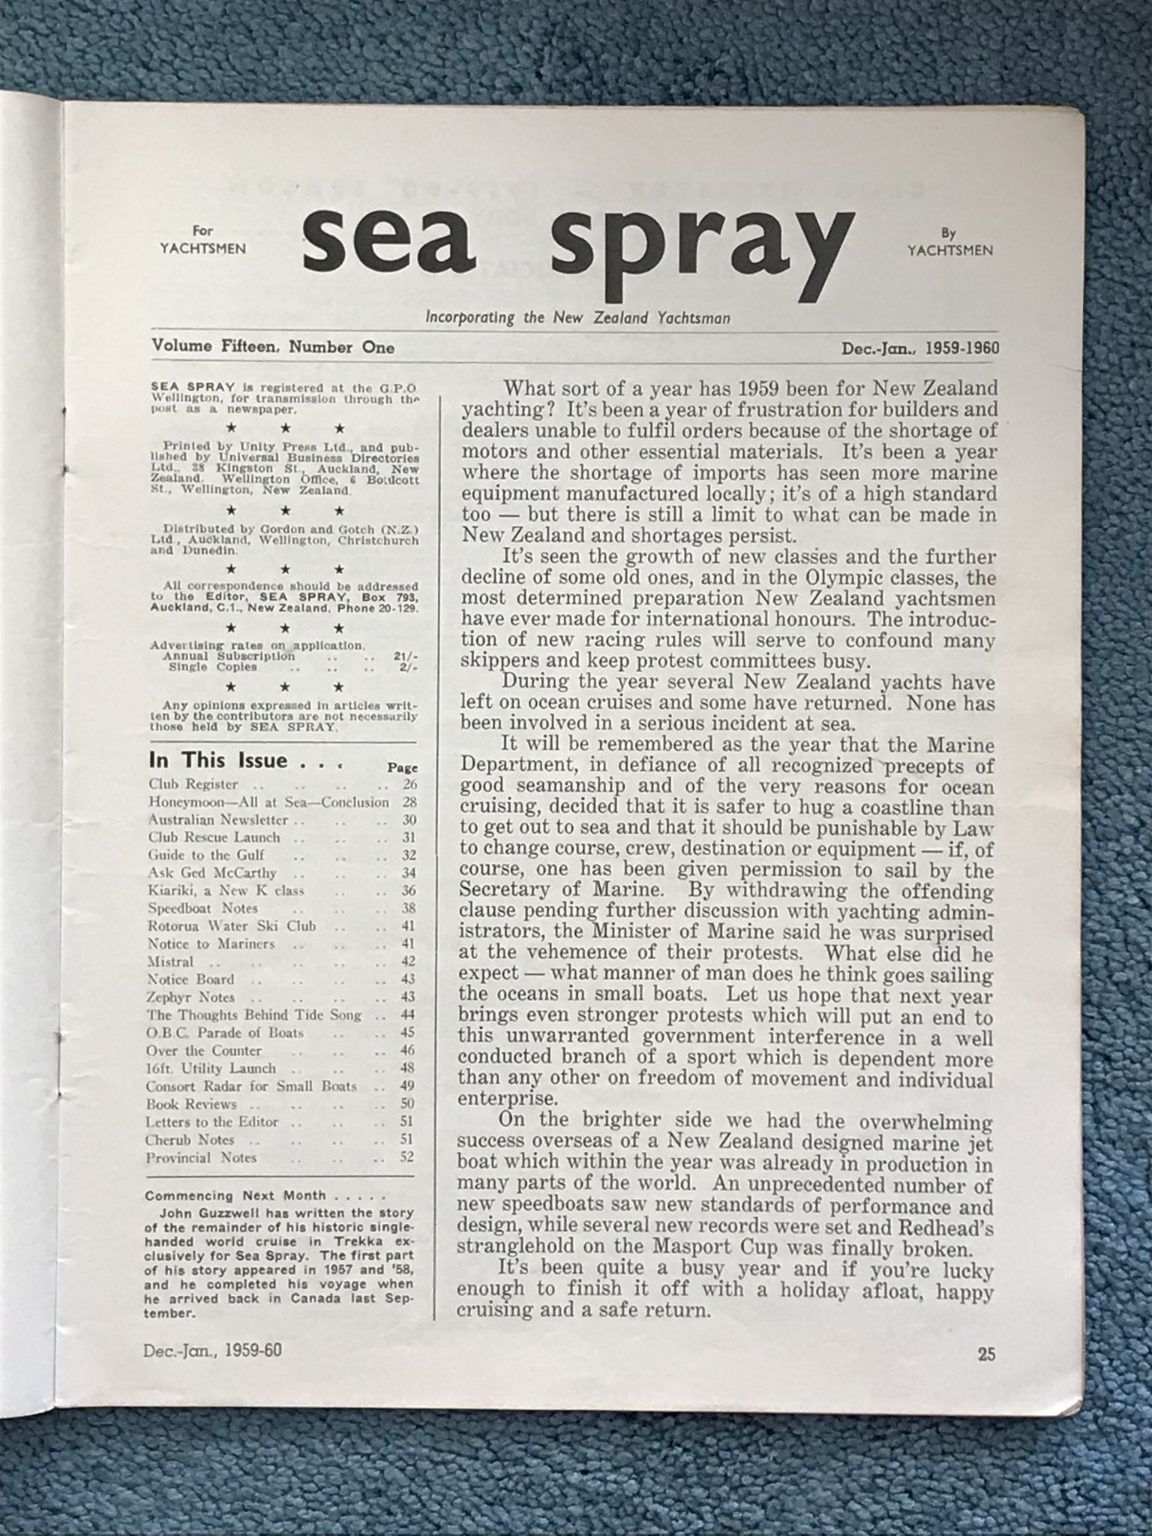 For
YACHTSMEN
sea spray
By
YACHTSMEN
Incorporating the New Zealand Yachtsman
Volume Fifteen, Number One
Dec.-Jan., 1959-1960
SEA SPRAY is registered at the G.P.O
Wellington, for transmission through the
post as a newspaper.
★ ★ ★
Printed by Unity Press Ltd., and pub-
lished by Universal Business Directories
Ltd., 38 Kingston St., Auckland, New
Zealand. Wellington Office, 6 Boulcott
St., Wellington, New Zealand.
★ ★ ★
Distributed by Gordon and Gotch (N.Z.)
Ltd., Auckland, Wellington, Christchurch
and Dunedin.
★ ★ ★
All correspondence should be addressed
to the Editor, SEA SPRAY, Box 793,
Auckland, C.1., New Zealand. Phone 20-129.
★ ★ ★
Advertising rates on application.
Annual Subscription .. .. 21/-
Single Copies .. .. .. 2/-
★ ★ ★
Any opinions expressed in articles writ-
ten by the contributors are not necessarily
those held by SEA SPRAY.
In This Issue . . . Page
Club Register .. .. .. .. 26
Honeymoon—All at Sea—Conclusion 28
Australian Newsletter .. .. .. 30
Club Rescue Launch .. .. .. 31
Guide to the Gulf .. .. .. 32
Ask Ged McCarthy .. .. .. 34
Kiariki, a New K class .. .. 36
Speedboat Notes .. .. .. 38
Rotorua Water Ski Club .. .. 41
Notice to Mariners .. .. .. 41
Mistral .. .. .. .. .. 42
Notice Board .. .. .. .. 43
Zephyr Notes .. .. .. .. 43
The Thoughts Behind Tide Song .. 44
O.B.C. Parade of Boats .. .. 45
Over the Counter .. .. .. 46
16ft. Utility Launch .. .. .. 48
Consort Radar for Small Boats .. 49
Book Reviews .. .. .. .. 50
Letters to the Editor .. .. .. 51
Cherub Notes .. .. .. .. 51
Provincial Notes .. .. .. 52
Commencing Next Month . . . . .
John Guzzwell has written the story
of the remainder of his historic single-
handed world cruise in Trekka ex-
clusively for Sea Spray. The first part
of his story appeared in 1957 and '58,
and he completed his voyage when
he arrived back in Canada last Sep-
tember.
What sort of a year has 1959 been for New Zealand
yachting? It's been a year of frustration for builders and
dealers unable to fulfil orders because of the shortage of
motors and other essential materials. It's been a year
where the shortage of imports has seen more marine
equipment manufactured locally; it's of a high standard
too — but there is still a limit to what can be made in
New Zealand and shortages persist.
It's seen the growth of new classes and the further
decline of some old ones, and in the Olympic classes, the
most determined preparation New Zealand yachtsmen
have ever made for international honours. The introduc-
tion of new racing rules will serve to confound many
skippers and keep protest committees busy.
During the year several New Zealand yachts have
left on ocean cruises and some have returned. None has
been involved in a serious incident at sea.
It will be remembered as the year that the Marine
Department, in defiance of all recognized precepts of
good seamanship and of the very reasons for ocean
cruising, decided that it is safer to hug a coastline than
to get out to sea and that it should be punishable by Law
to change course, crew, destination or equipment — if, of
course, one has been given permission to sail by the
Secretary of Marine. By withdrawing the offending
clause pending further discussion with yachting admin-
istrators, the Minister of Marine said he was surprised
at the vehemence of their protests. What else did he
expect — what manner of man does he think goes sailing
the oceans in small boats. Let us hope that next year
brings even stronger protests which will put an end to
this unwarranted government interference in a well
conducted branch of a sport which is dependent more
than any other on freedom of movement and individual
enterprise.
On the brighter side we had the overwhelming
success overseas of a New Zealand designed marine jet
boat which within the year was already in production in
many parts of the world. An unprecedented number of
new speedboats saw new standards of performance and
design, while several new records were set and Redhead's
stranglehold on the Masport Cup was finally broken.
It's been quite a busy year and if you're lucky
enough to finish it off with a holiday afloat, happy
cruising and a safe return.
Dec.-Jan., 1959-60
25